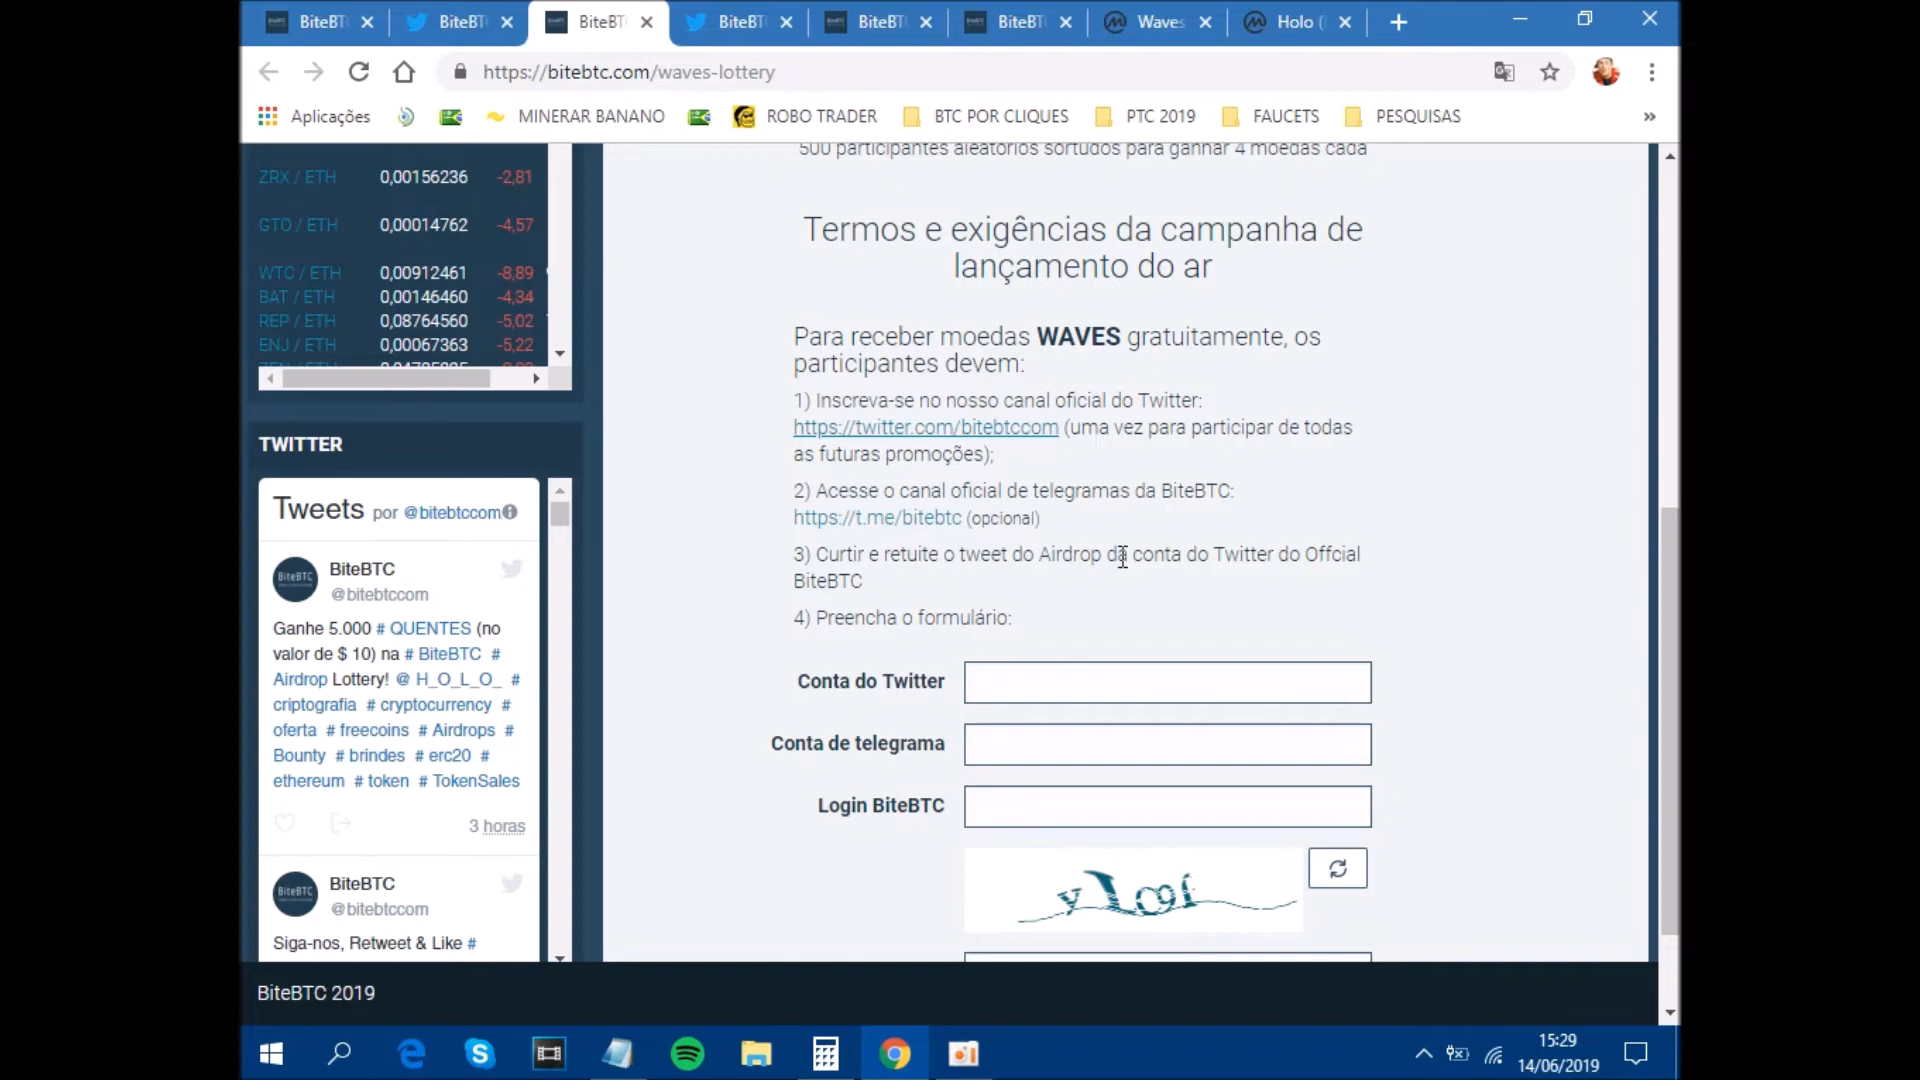 BiteBT
BiteBT
BiteBT
BiteBT
BiteBT
BiteBT
Waves
Holo (
https://bitebtc.com/waves-lottery
Aplicações
MINERAR BANANO
ROBO TRADER
BTC POR CLIQUES
PTC 2019
FAUCETS
PESQUISAS
»
ZRX / ETH 0,00156236 -2,81
GTO / ETH 0,00014762 -4,57
WTC / ETH 0,00912461 -8,89
BAT / ETH 0,00146460 -4,34
REP / ETH 0,08764560 -5,02
ENJ / ETH 0,00067363 -5,22
TWITTER
Tweets por @bitebtccom
BiteBTC
BiteBTC
@bitebtccom
Ganhe 5.000 # QUENTES (no
valor de $ 10) na # BiteBTC #
Airdrop Lottery! @ H_O_L_O_ #
criptografia # cryptocurrency #
oferta # freecoins # Airdrops #
Bounty # brindes # erc20 #
ethereum # token # TokenSales
3 horas
BiteBTC
BiteBTC
@bitebtccom
Siga-nos, Retweet & Like #
500 participantes aleatórios sortudos para ganhar 4 moedas cada
Termos e exigências da campanha de
lançamento do ar
Para receber moedas WAVES gratuitamente, os
participantes devem:
1) Inscreva-se no nosso canal oficial do Twitter:
https://twitter.com/bitebtccom (uma vez para participar de todas
as futuras promoções);
2) Acesse o canal oficial de telegramas da BiteBTC:
https://t.me/bitebtc (opcional)
3) Curtir e retuite o tweet do Airdrop da conta do Twitter do Offcial
BiteBTC
4) Preencha o formulário:
Conta do Twitter
Conta de telegrama
Login BiteBTC
BiteBTC 2019
15:29
14/06/2019